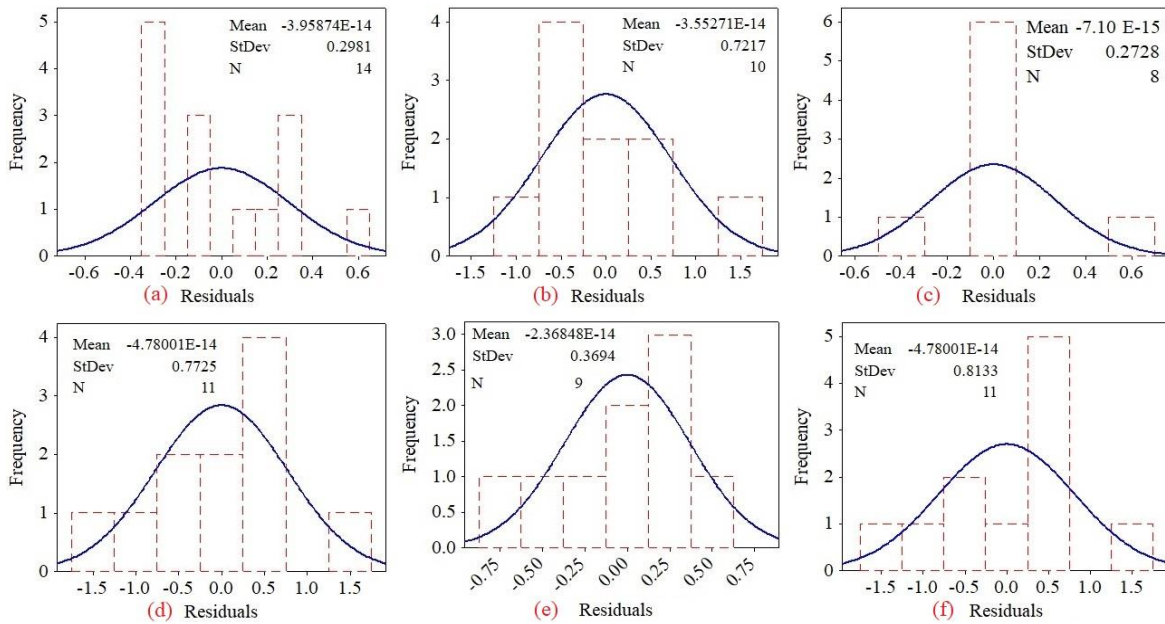 5
4
3
2
1
0
Frequency
Mean -3.95874E-14
StDev 0.2981
N 14
-0.6 -0.4 -0.2 0.0 0.2 0.4 0.6
(a) Residuals
4
3
2
1
0
Frequency
Mean -3.55271E-14
StDev 0.7217
N 10
-1.5 -1.0 -0.5 0.0 0.5 1.0 1.5
(b) Residuals
6
5
4
3
2
1
0
Frequency
Mean -7.10 E-15
StDev 0.2728
N 8
-0.6 -0.4 -0.2 0.0 0.2 0.4 0.6
(c) Residuals
4
3
2
1
0
Frequency
Mean -4.78001E-14
StDev 0.7725
N 11
-1.5 -1.0 -0.5 0.0 0.5 1.0 1.5
(d) Residuals
3.0
2.5
2.0
1.5
1.0
0.5
0.0
Frequency
Mean -2.36848E-14
StDev 0.3694
N 9
-0.75 -0.50 -0.25 0.00 0.25 0.50 0.75
(e) Residuals
5
4
3
2
1
0
Frequency
Mean -4.78001E-14
StDev 0.8133
N 11
-1.5 -1.0 -0.5 0.0 0.5 1.0 1.5
(f) Residuals